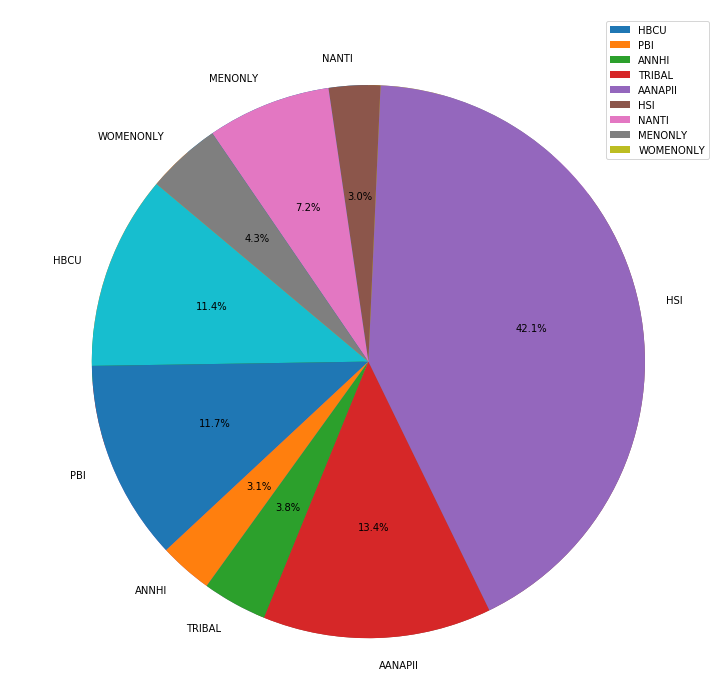 HBCU
PBI
ANNHI
TRIBAL
AANAPII
HSI
NANTI
MENONLY
WOMENONLY
NANTI
MENONLY
WOMENONLY
HBCU
PBI
ANNHI
TRIBAL
AANAPII
HSI
3.0%
7.2%
4.3%
11.4%
11.7%
3.1%
3.8%
13.4%
42.1%